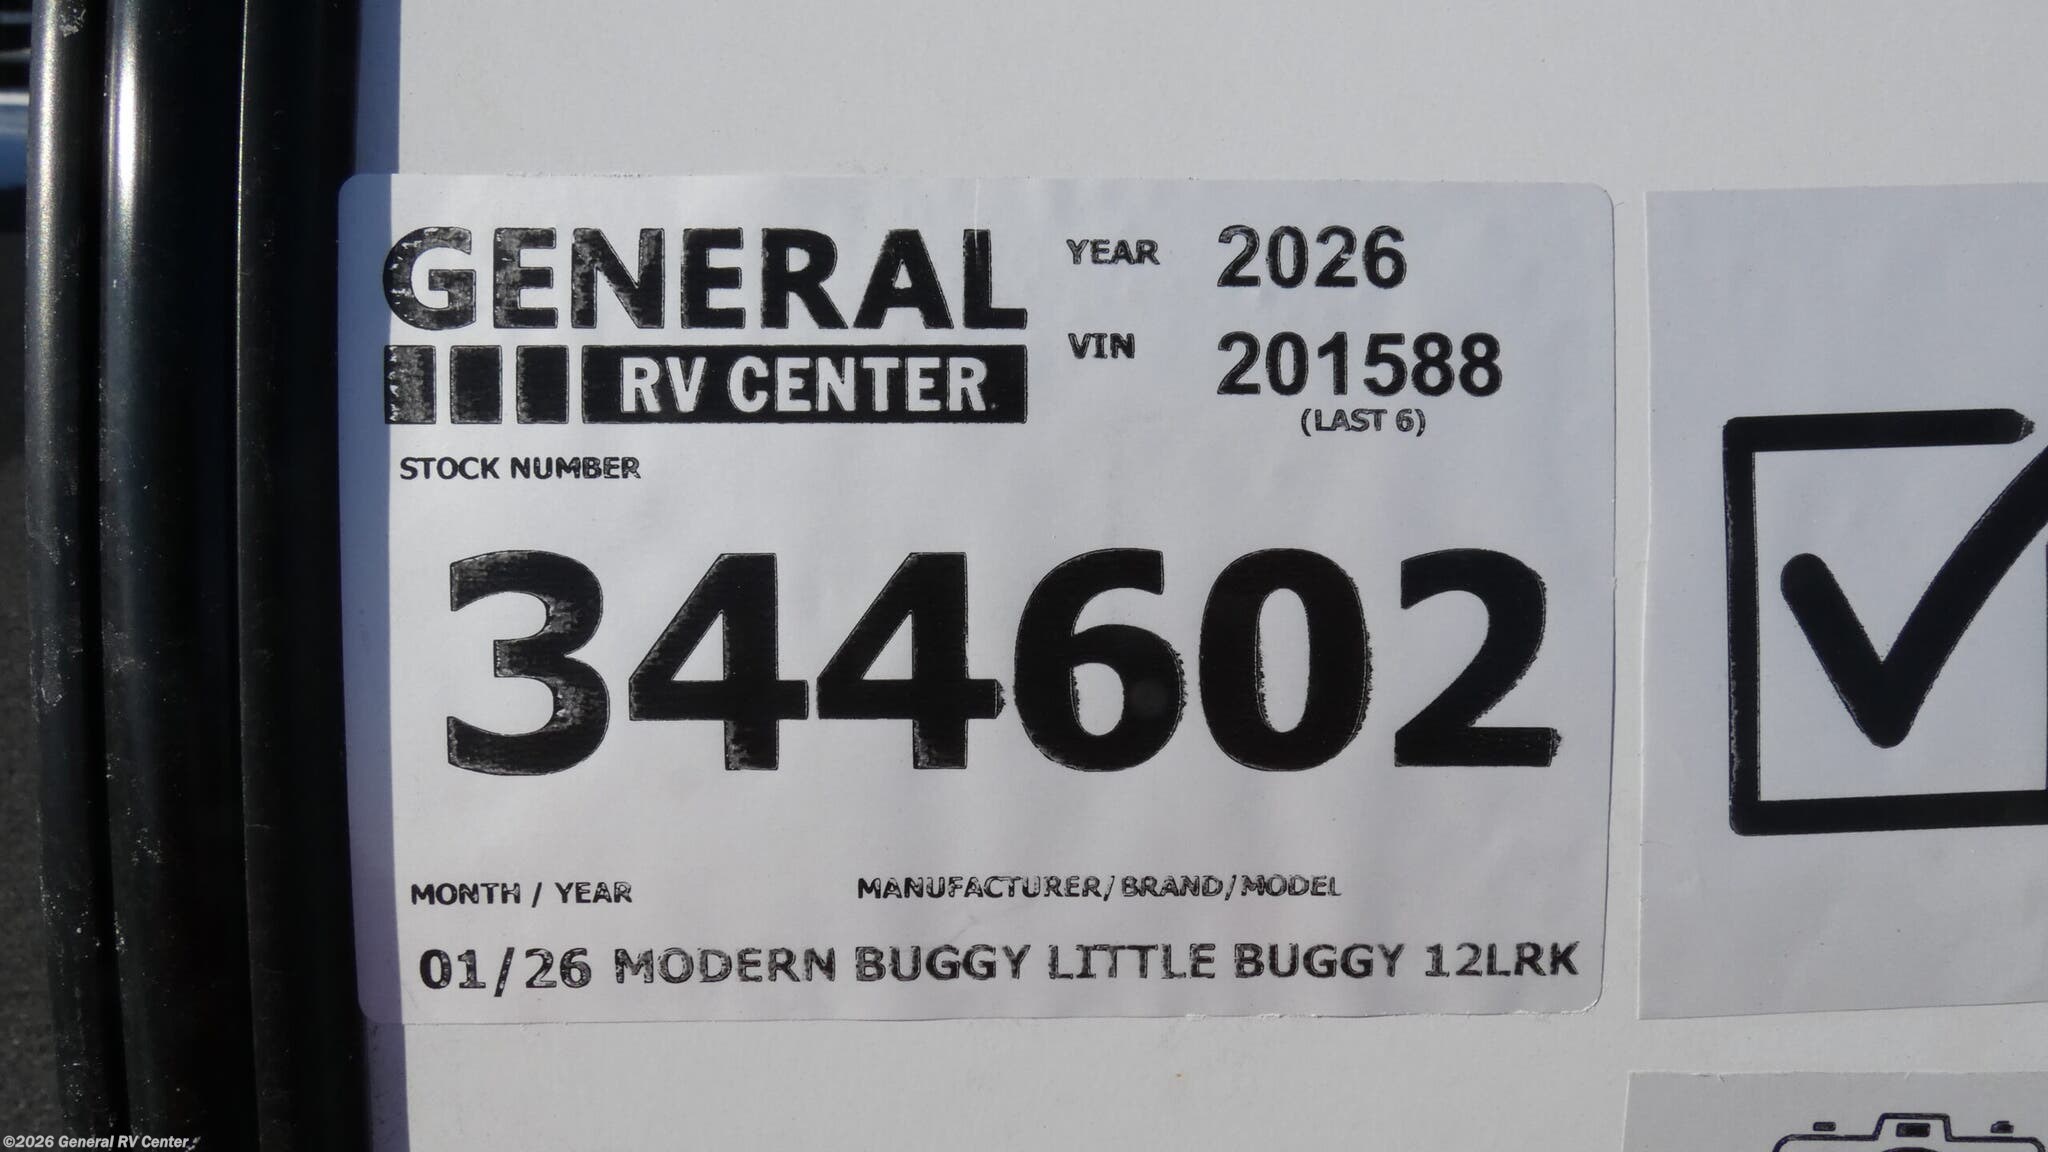 GENERAL
RV CENTER
YEAR 2026
VIN 201588
(LAST 6)
STOCK NUMBER
344602
MONTH / YEAR MANUFACTURER/BRAND/MODEL
01/26 MODERN BUGGY LITTLE BUGGY 12LRK
©2026 General RV Center